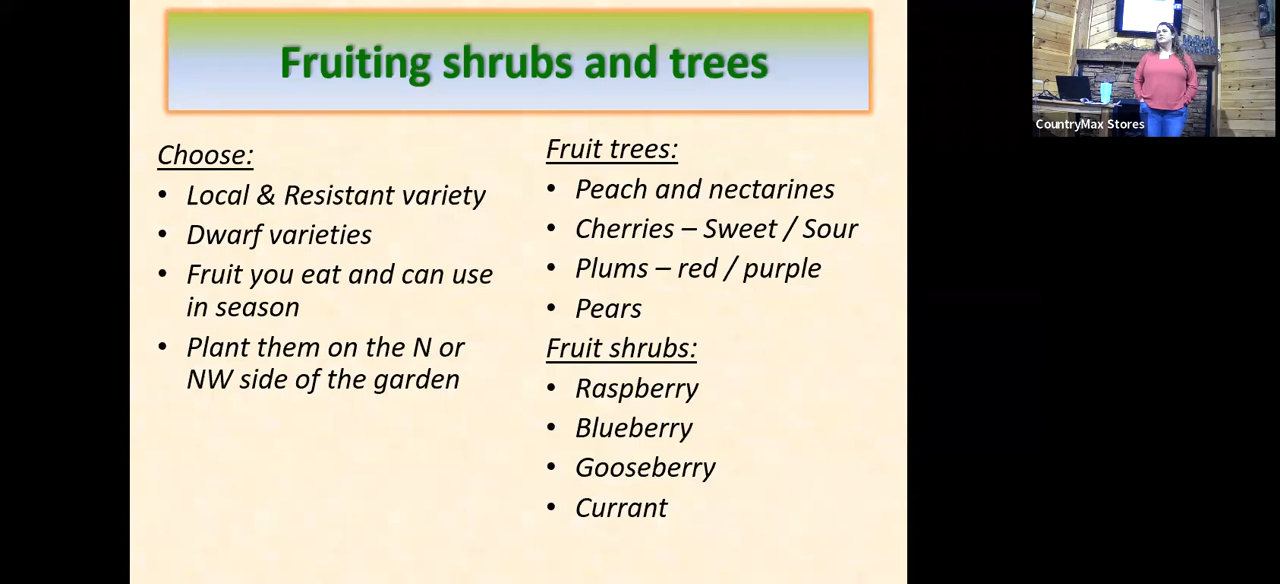 Fruiting shrubs and trees
Choose:
• Local & Resistant variety
• Dwarf varieties
• Fruit you eat and can use
in season
• Plant them on the N or
NW side of the garden
Fruit trees:
• Peach and nectarines
• Cherries – Sweet / Sour
• Plums – red / purple
• Pears
Fruit shrubs:
• Raspberry
• Blueberry
• Gooseberry
• Currant
CountryMax Stores